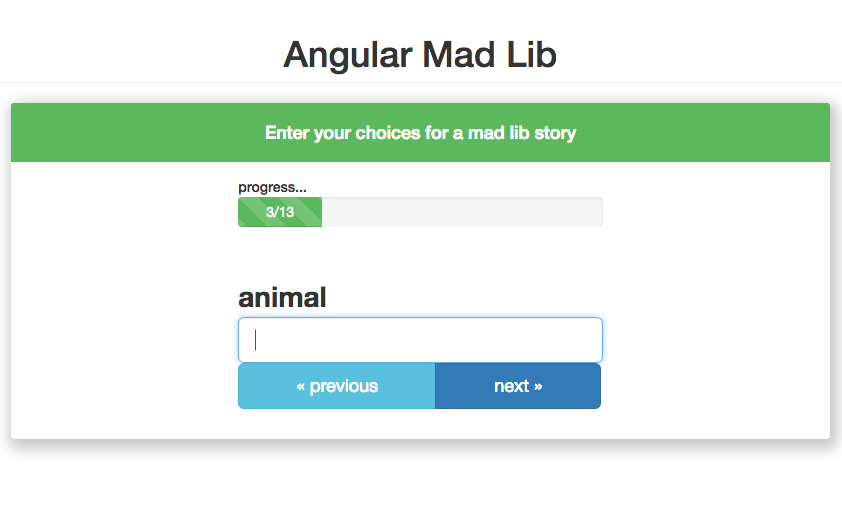 Angular Mad Lib
Enter your choices for a mad lib story
progress...
3/13
animal
« previous
next »